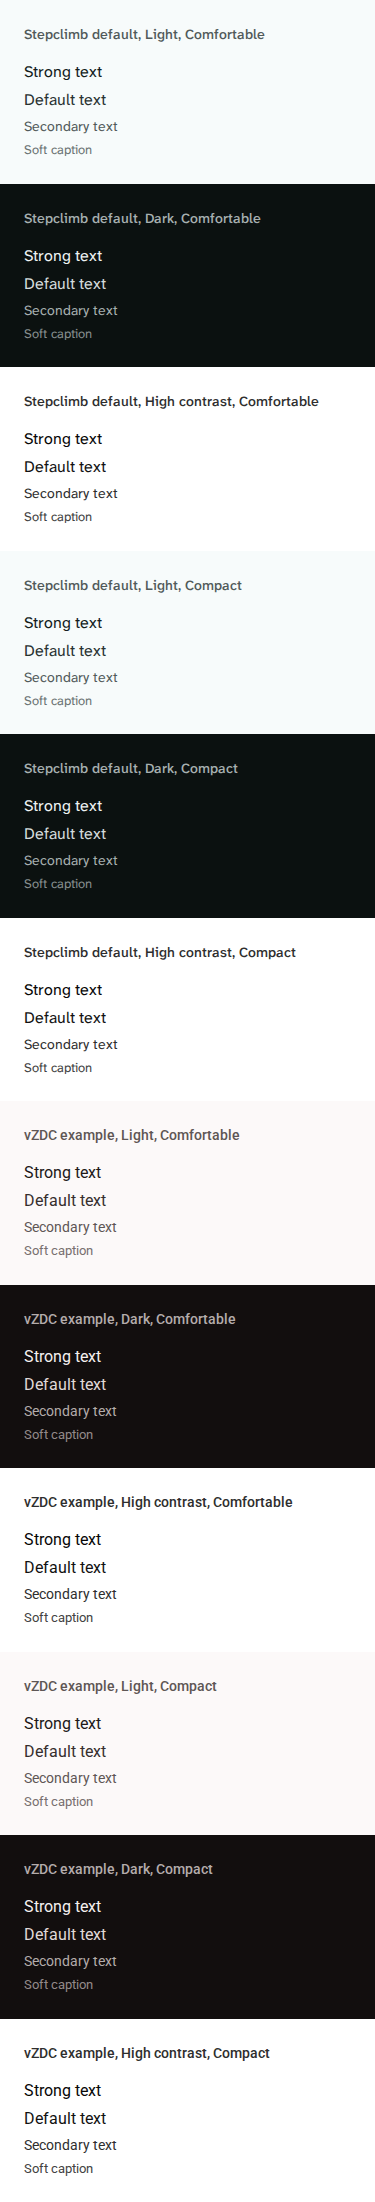 Stepclimb default, Light, Comfortable
Strong text
Default text
Secondary text
Soft caption
Stepclimb default, Dark, Comfortable
Strong text
Default text
Secondary text
Soft caption
Stepclimb default, High contrast, Comfortable
Strong text
Default text
Secondary text
Soft caption
Stepclimb default, Light, Compact
Strong text
Default text
Secondary text
Soft caption
Stepclimb default, Dark, Compact
Strong text
Default text
Secondary text
Soft caption
Stepclimb default, High contrast, Compact
Strong text
Default text
Secondary text
Soft caption
vZDC example, Light, Comfortable
Strong text
Default text
Secondary text
Soft caption
vZDC example, Dark, Comfortable
Strong text
Default text
Secondary text
Soft caption
vZDC example, High contrast, Comfortable
Strong text
Default text
Secondary text
Soft caption
vZDC example, Light, Compact
Strong text
Default text
Secondary text
Soft caption
vZDC example, Dark, Compact
Strong text
Default text
Secondary text
Soft caption
vZDC example, High contrast, Compact
Strong text
Default text
Secondary text
Soft caption